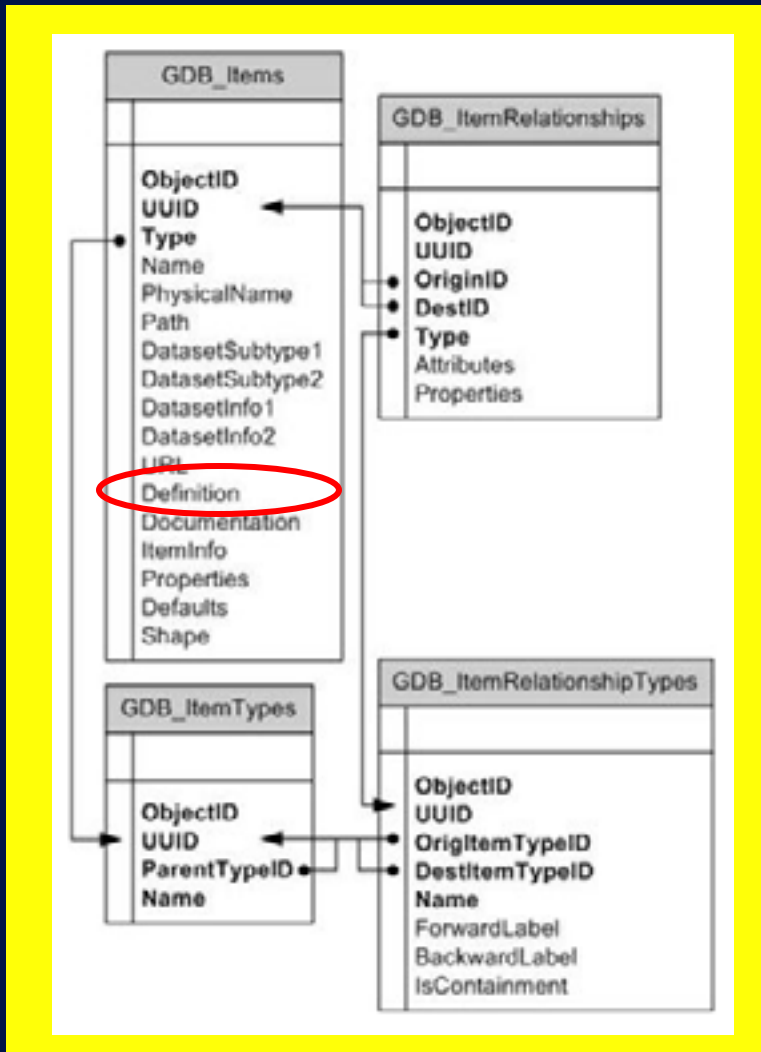 GDB_Items
ObjectID
UUID
Type
Name
PhysicalName
Path
DatasetSubtype1
DatasetSubtype2
DatasetInfo1
DatasetInfo2
URL
Definition
Documentation
ItemInfo
Properties
Defaults
Shape
GDB_ItemRelationships
ObjectID
UUID
OriginID
DestID
Type
Attributes
Properties
GDB_ItemTypes
ObjectID
UUID
ParentTypeID
Name
GDB_ItemRelationshipTypes
ObjectID
UUID
OrigItemTypeID
DestItemTypeID
Name
ForwardLabel
BackwardLabel
IsContainment